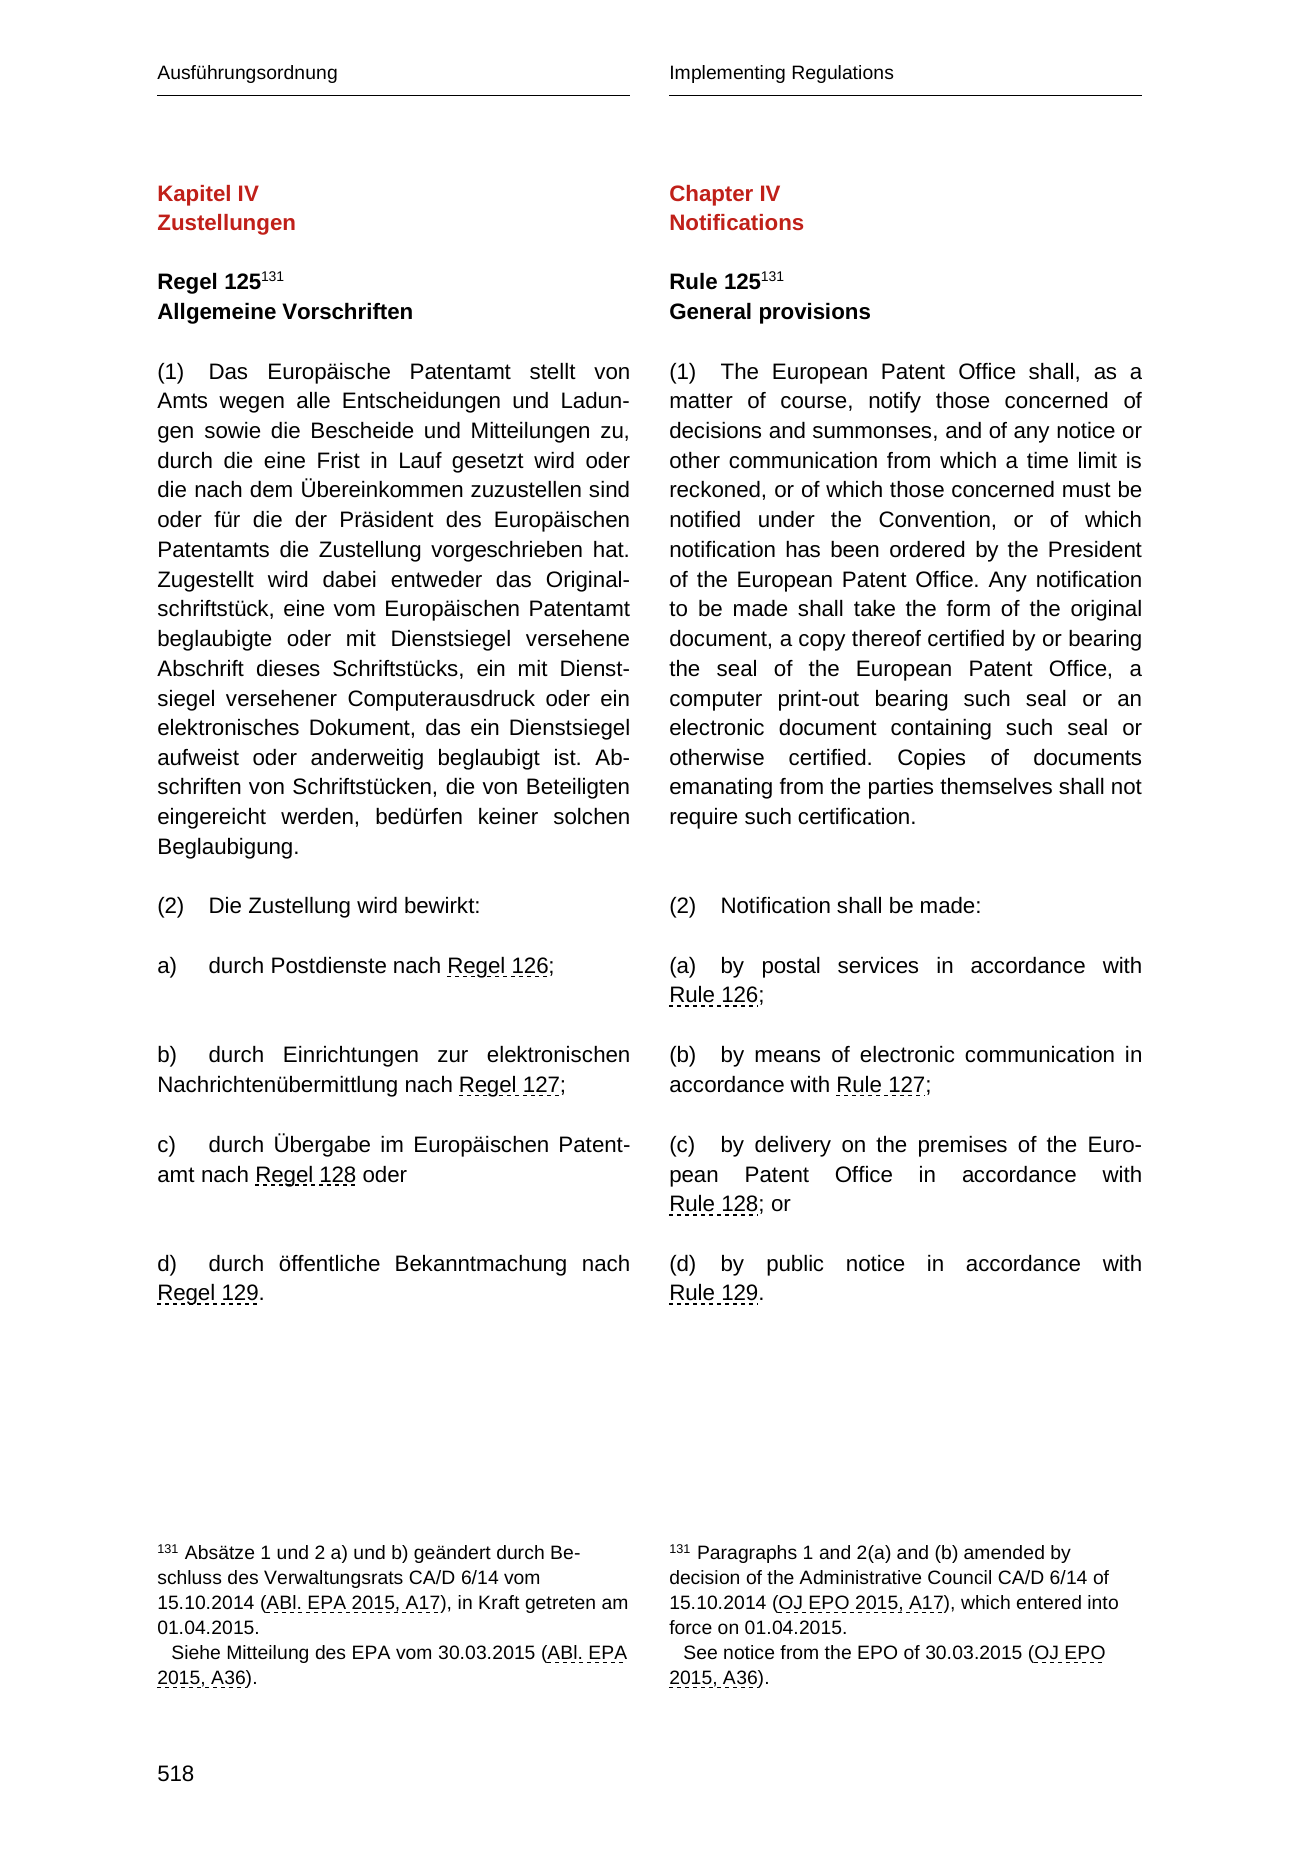 Ausführungsordnung
Kapitel IV
Zustellungen
Regel 125131
Allgemeine Vorschriften
(1) Das Europäische Patentamt stellt von
Amts wegen alle Entscheidungen und Ladun-
gen sowie die Bescheide und Mitteilungen zu,
durch die eine Frist in Lauf gesetzt wird oder
die nach dem Übereinkommen zuzustellen sind
oder für die der Präsident des Europäischen
Patentamts die Zustellung vorgeschrieben hat.
Zugestellt wird dabei entweder das Original-
schriftstück, eine vom Europäischen Patentamt
beglaubigte oder mit Dienstsiegel versehene
Abschrift dieses Schriftstücks, ein mit Dienst-
siegel versehener Computerausdruck oder ein
elektronisches Dokument, das ein Dienstsiegel
aufweist oder anderweitig beglaubigt ist. Ab-
schriften von Schriftstücken, die von Beteiligten
eingereicht werden, bedürfen keiner solchen
Beglaubigung.
(2) Die Zustellung wird bewirkt:
a) durch Postdienste nach Regel 126;
b) durch Einrichtungen zur elektronischen
Nachrichtenübermittlung nach Regel 127;
c) durch Übergabe im Europäischen Patent-
amt nach Regel 128 oder
d) durch öffentliche Bekanntmachung nach
Regel 129.
131 Absätze 1 und 2 a) und b) geändert durch Be-
schluss des Verwaltungsrats CA/D 6/14 vom
15.10.2014 (ABl. EPA 2015, A17), in Kraft getreten am
01.04.2015.
Siehe Mitteilung des EPA vom 30.03.2015 (ABl. EPA
2015, A36).
Implementing Regulations
Chapter IV
Notifications
Rule 125131
General provisions
(1) The European Patent Office shall, as a
matter of course, notify those concerned of
decisions and summonses, and of any notice or
other communication from which a time limit is
reckoned, or of which those concerned must be
notified under the Convention, or of which
notification has been ordered by the President
of the European Patent Office. Any notification
to be made shall take the form of the original
document, a copy thereof certified by or bearing
the seal of the European Patent Office, a
computer print-out bearing such seal or an
electronic document containing such seal or
otherwise certified. Copies of documents
emanating from the parties themselves shall not
require such certification.
(2) Notification shall be made:
(a) by postal services in accordance with
Rule 126;
(b) by means of electronic communication in
accordance with Rule 127;
(c) by delivery on the premises of the Euro-
pean Patent Office in accordance with
Rule 128; or
(d) by public notice in accordance with
Rule 129.
131 Paragraphs 1 and 2(a) and (b) amended by
decision of the Administrative Council CA/D 6/14 of
15.10.2014 (OJ EPO 2015, A17), which entered into
force on 01.04.2015.
See notice from the EPO of 30.03.2015 (OJ EPO
2015, A36).
518